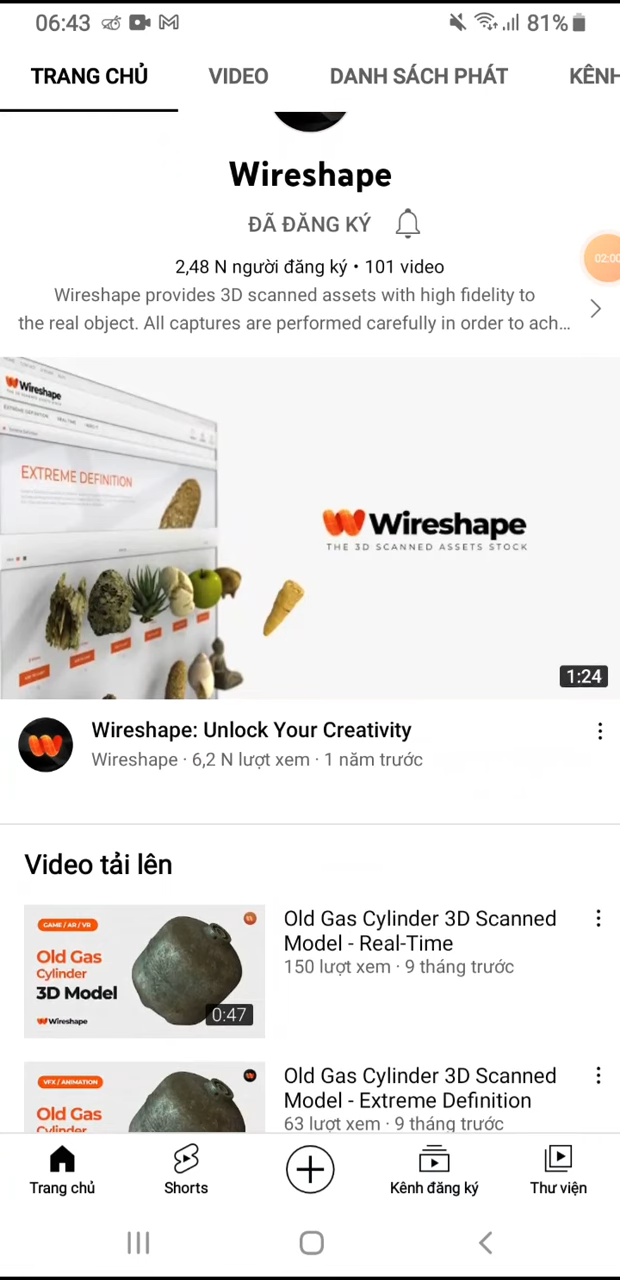 06:43
81%
TRANG CHỦ VIDEO DANH SÁCH PHÁT KÊNH
Wireshape
ĐÃ ĐĂNG KÝ
2,48 N người đăng ký • 101 video
02:00
Wireshape provides 3D scanned assets with high fidelity to
the real object. All captures are performed carefully in order to ach...
Wireshape
EXTREME DEFINITION
EXTREME DEFINITION
Wireshape
THE 3D SCANNED ASSETS STOCK
1:24
Wireshape: Unlock Your Creativity
Wireshape · 6,2 N lượt xem · 1 năm trước
Video tải lên
GAME / AR / VR
Old Gas
Cylinder
3D Model
Wireshape
0:47
Old Gas Cylinder 3D Scanned
Model - Real-Time
150 lượt xem · 9 tháng trước
VFX / ANIMATION
Old Gas
Cylinder
Old Gas Cylinder 3D Scanned
Model - Extreme Definition
63 lượt xem · 9 tháng trước
Trang chủ Shorts Kênh đăng ký Thư viện